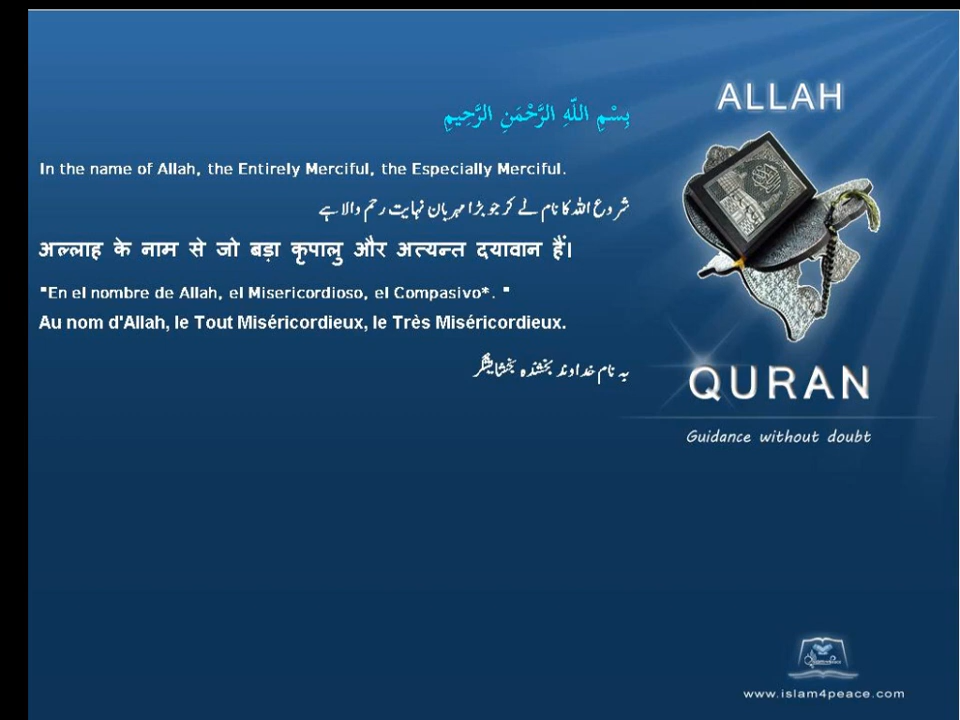 بِسْمِ اللّهِ الرَّحْمَنِ الرَّحِيمِ
In the name of Allah, the Entirely Merciful, the Especially Merciful.
شروع اللہ کا نام لے کر جو بڑا مہربان نہایت رحم والا ہے
अल्लाह के नाम से जो बड़ा कृपालु और अत्यन्त दयावान हैं।
"En el nombre de Allah, el Misericordioso, el Compasivo*. "
Au nom d'Allah, le Tout Miséricordieux, le Très Miséricordieux.
به نام خداوند بخشنده بخشایشگر
ALLAH
QURAN
Guidance without doubt
www.islam4peace.com